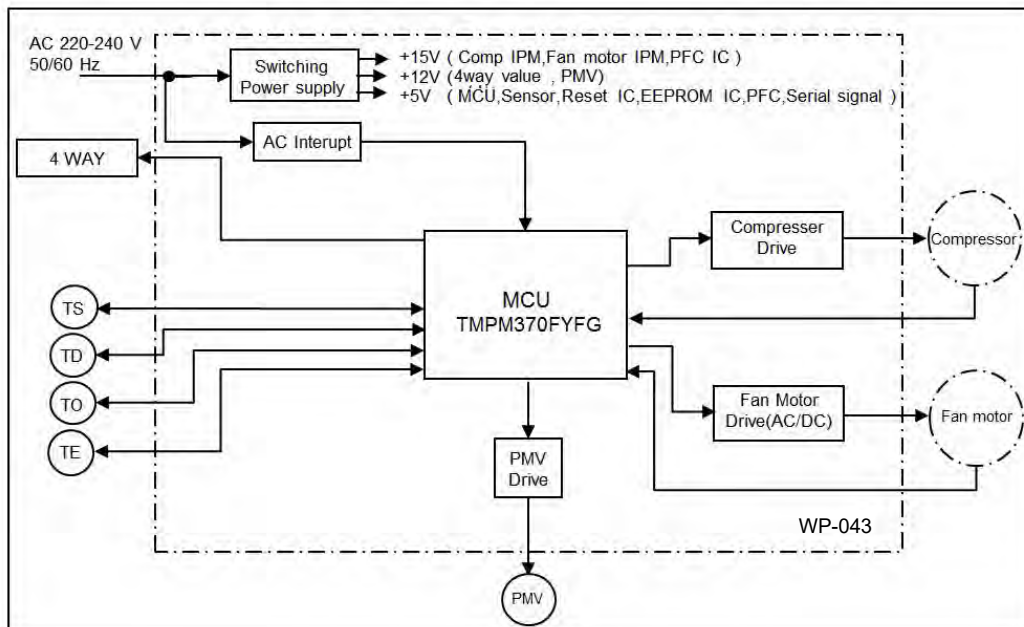 AC 220-240 V
50/60 Hz
Switching
Power supply
+15V ( Comp IPM,Fan motor IPM,PFC IC )
+12V (4way value , PMV)
+5V ( MCU,Sensor,Reset IC,EEPROM IC,PFC,Serial signal )
AC Interupt
4 WAY
Compresser
Drive
Compressor
MCU
TMPM370FYFG
TS
TD
TO
TE
Fan Motor
Drive(AC/DC)
Fan motor
PMV
Drive
WP-043
PMV